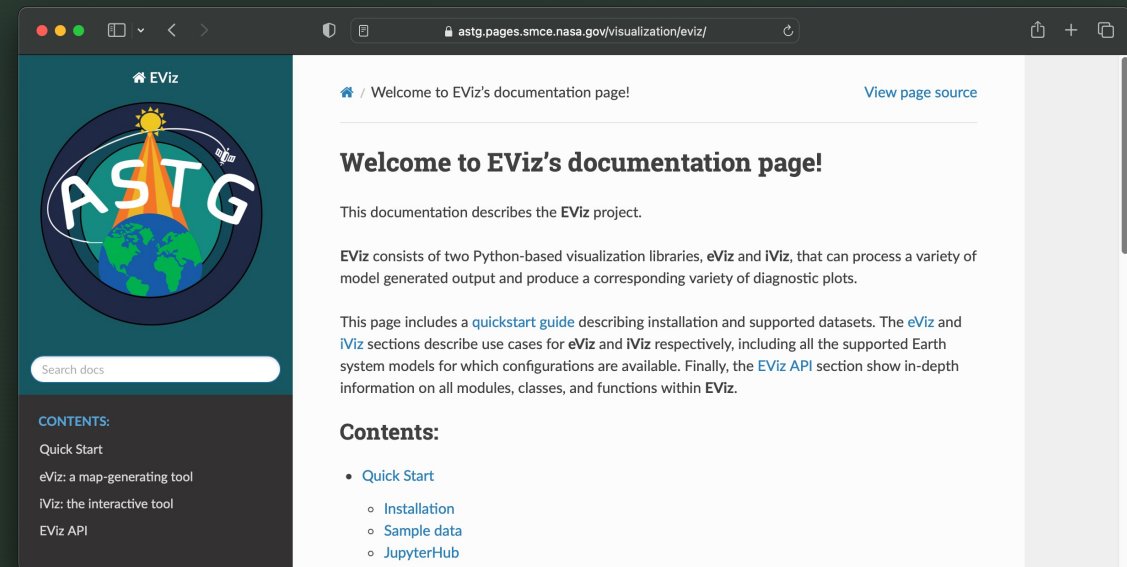 astg.pages.smce.nasa.gov/visualization/eviz/
EViz
ASTG
Search docs
CONTENTS:
Quick Start
eViz: a map-generating tool
iViz: the interactive tool
EViz API
/ Welcome to EViz’s documentation page!
View page source
Welcome to EViz’s documentation page!
This documentation describes the EViz project.
EViz consists of two Python-based visualization libraries, eViz and iViz, that can process a variety of
model generated output and produce a corresponding variety of diagnostic plots.
This page includes a quickstart guide describing installation and supported datasets. The eViz and
iViz sections describe use cases for eViz and iViz respectively, including all the supported Earth
system models for which configurations are available. Finally, the EViz API section show in-depth
information on all modules, classes, and functions within EViz.
Contents:
• Quick Start
◦ Installation
◦ Sample data
◦ JupyterHub